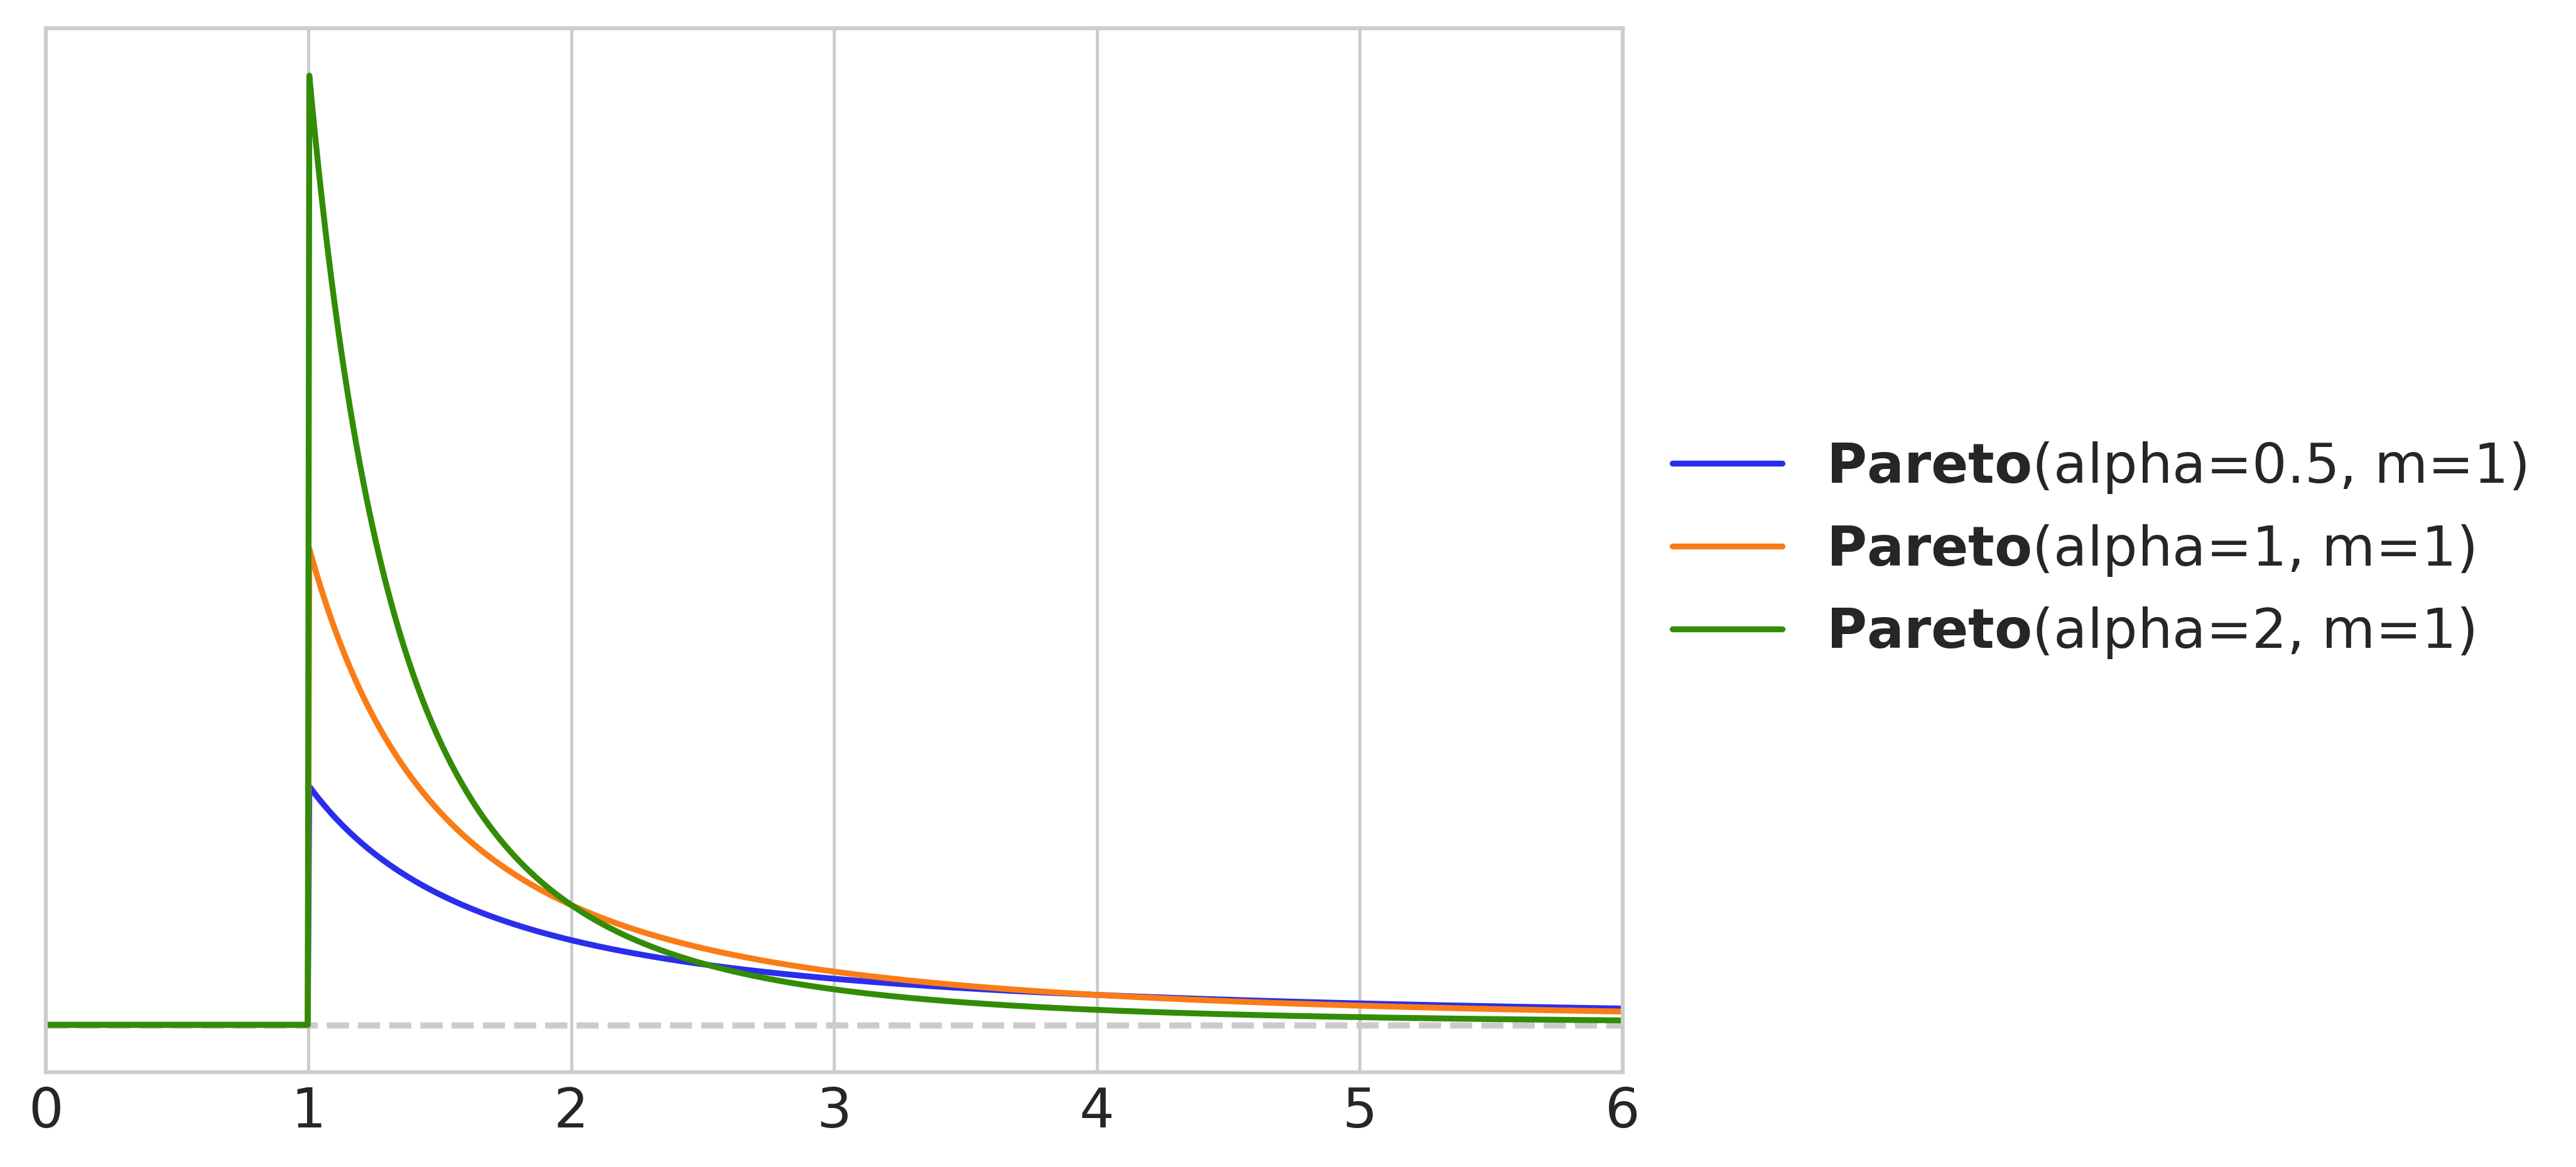 0 1 2 3 4 5 6
Pareto(alpha=0.5, m=1)
Pareto(alpha=1, m=1)
Pareto(alpha=2, m=1)